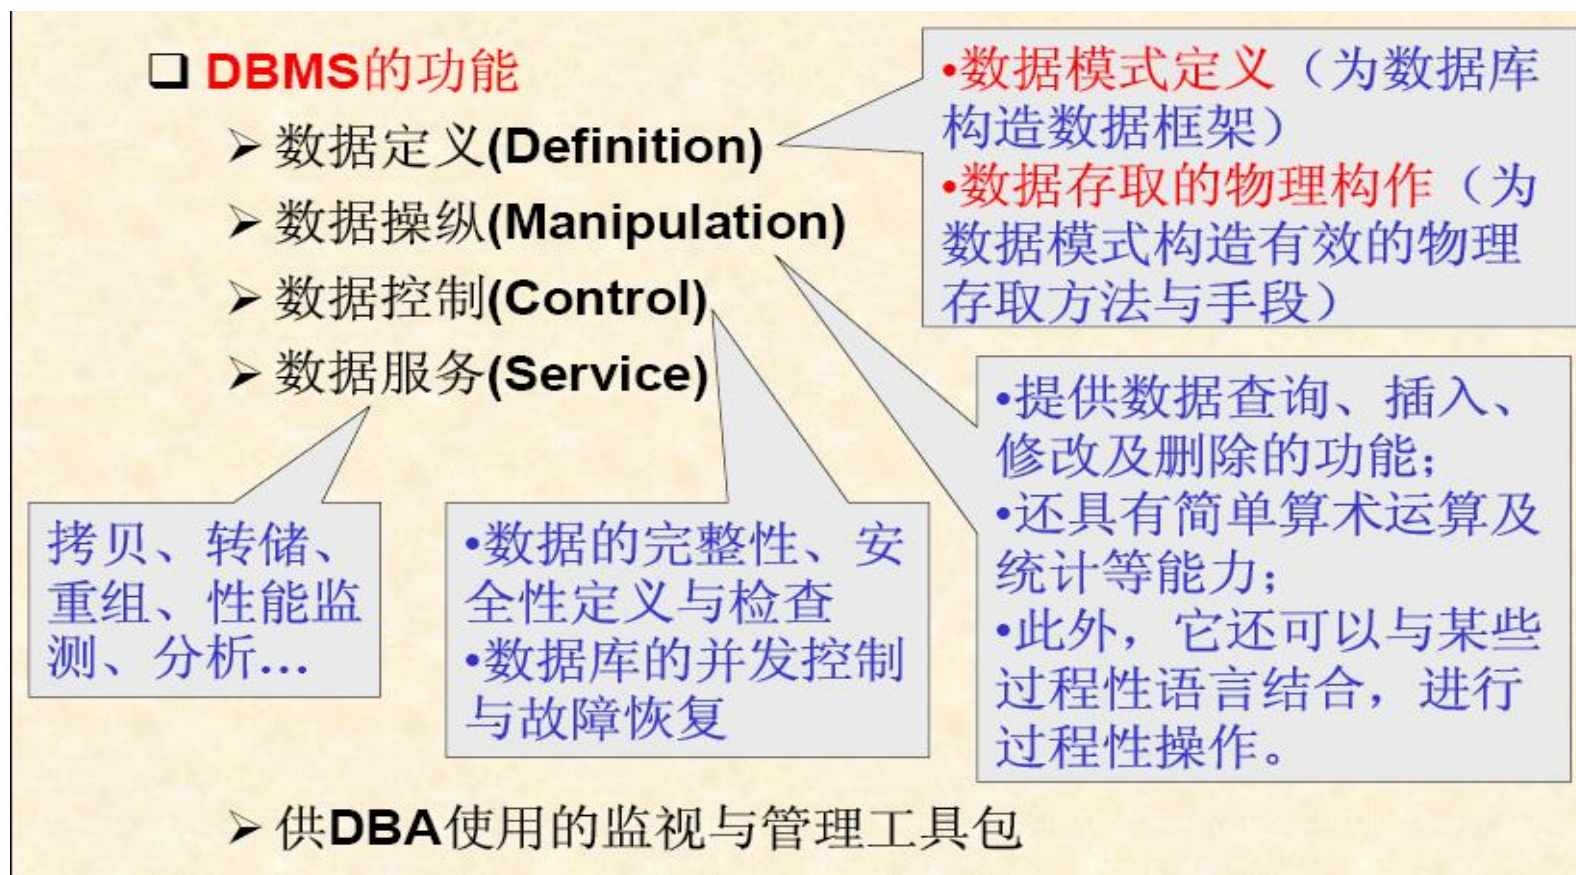 DBMS的功能
数据定义(Definition)
数据操纵(Manipulation)
数据控制(Control)
数据服务(Service)
•数据模式定义（为数据库
构造数据框架）
•数据存取的物理构作（为
数据模式构造有效的物理
存取方法与手段）
•提供数据查询、插入、
修改及删除的功能；
•还具有简单算术运算及
统计等能力；
•此外，它还可以与某些
过程性语言结合，进行
过程性操作。
拷贝、转储、
重组、性能监
测、分析…
•数据的完整性、安
全性定义与检查
•数据库的并发控制
与故障恢复
供DBA使用的监视与管理工具包